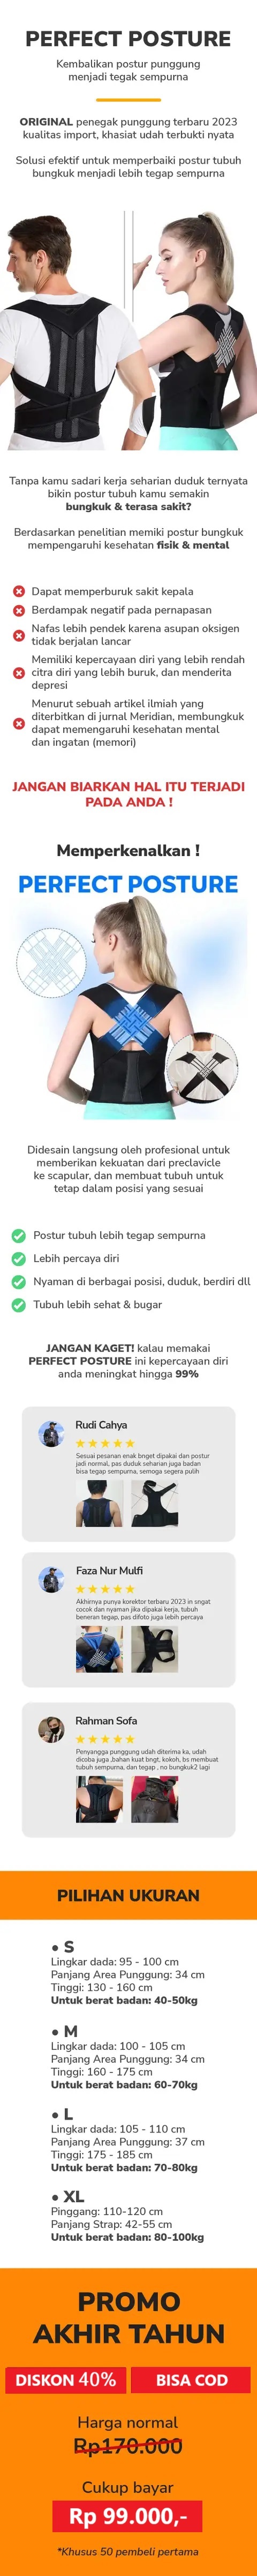 PERFECT POSTURE
Kembalikan postur punggung
menjadi tegak sempurna
ORIGINAL penegak punggung terbaru 2023
kualitas import, khasiat udah terbukti nyata
Solusi efektif untuk memperbaiki postur tubuh
bungkuk menjadi lebih tegap sempurna
Tanpa kamu sadari kerja seharian duduk ternyata
bikin postur tubuh kamu semakin
bungkuk & terasa sakit?
Berdasarkan penelitian memiki postur bungkuk
mempengaruhi kesehatan fisik & mental
Dapat memperburuk sakit kepala
Berdampak negatif pada pernapasan
Nafas lebih pendek karena asupan oksigen
tidak berjalan lancar
Memiliki kepercayaan diri yang lebih rendah
citra diri yang lebih buruk, dan menderita
depresi
Menurut sebuah artikel ilmiah yang
diterbitkan di jurnal Meridian, membungkuk
dapat memengaruhi kesehatan mental
dan ingatan (memori)
JANGAN BIARKAN HAL ITU TERJADI
PADA ANDA !
Memperkenalkan !
PERFECT POSTURE
Didesain langsung oleh profesional untuk
memberikan kekuatan dari preclavicle
ke scapular, dan membuat tubuh untuk
tetap dalam posisi yang sesuai
Postur tubuh lebih tegap sempurna
Lebih percaya diri
Nyaman di berbagai posisi, duduk, berdiri dll
Tubuh lebih sehat & bugar
JANGAN KAGET! kalau memakai
PERFECT POSTURE ini kepercayaan diri
anda meningkat hingga 99%
Rudi Cahya
Sesuai pesanan enak bnget dipakai dan postur
jadi normal, pas duduk seharian juga badan
bisa tegap sempurna, semoga segera pulih
Faza Nur Mulfi
Akhirnya punya korektor terbaru 2023 in sngat
cocok dan nyaman jika dipakai kerja, tubuh
beneran tegap, pas difoto juga lebih percaya
Rahman Sofa
Penyangga punggung udah diterima ka, udah
dicoba juga ,bahan kuat bngt, kokoh, bs membuat
tubuh sempurna, dan tegap , no bungkuk2 lagi
PILIHAN UKURAN
• S
Lingkar dada: 95 - 100 cm
Panjang Area Punggung: 34 cm
Tinggi: 130 - 160 cm
Untuk berat badan: 40-50kg
• M
Lingkar dada: 100 - 105 cm
Panjang Area Punggung: 34 cm
Tinggi: 160 - 175 cm
Untuk berat badan: 60-70kg
• L
Lingkar dada: 105 - 110 cm
Panjang Area Punggung: 37 cm
Tinggi: 175 - 185 cm
Untuk berat badan: 70-80kg
• XL
Pinggang: 110-120 cm
Panjang Strap: 42-55 cm
Untuk berat badan: 80-100kg
PROMO
AKHIR TAHUN
DISKON 40%
BISA COD
Harga normal
Rp170.000
Cukup bayar
Rp 99.000,-
*Khusus 50 pembeli pertama